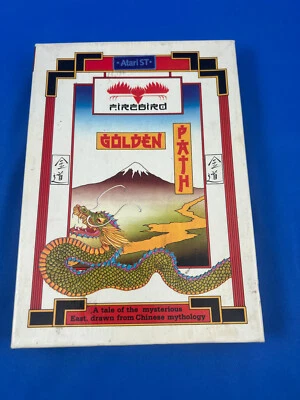 Atari ST
FIREBIRD
GOLDEN
PATH
金道
金道
A tale of the mysterious
East, drawn from Chinese mythology